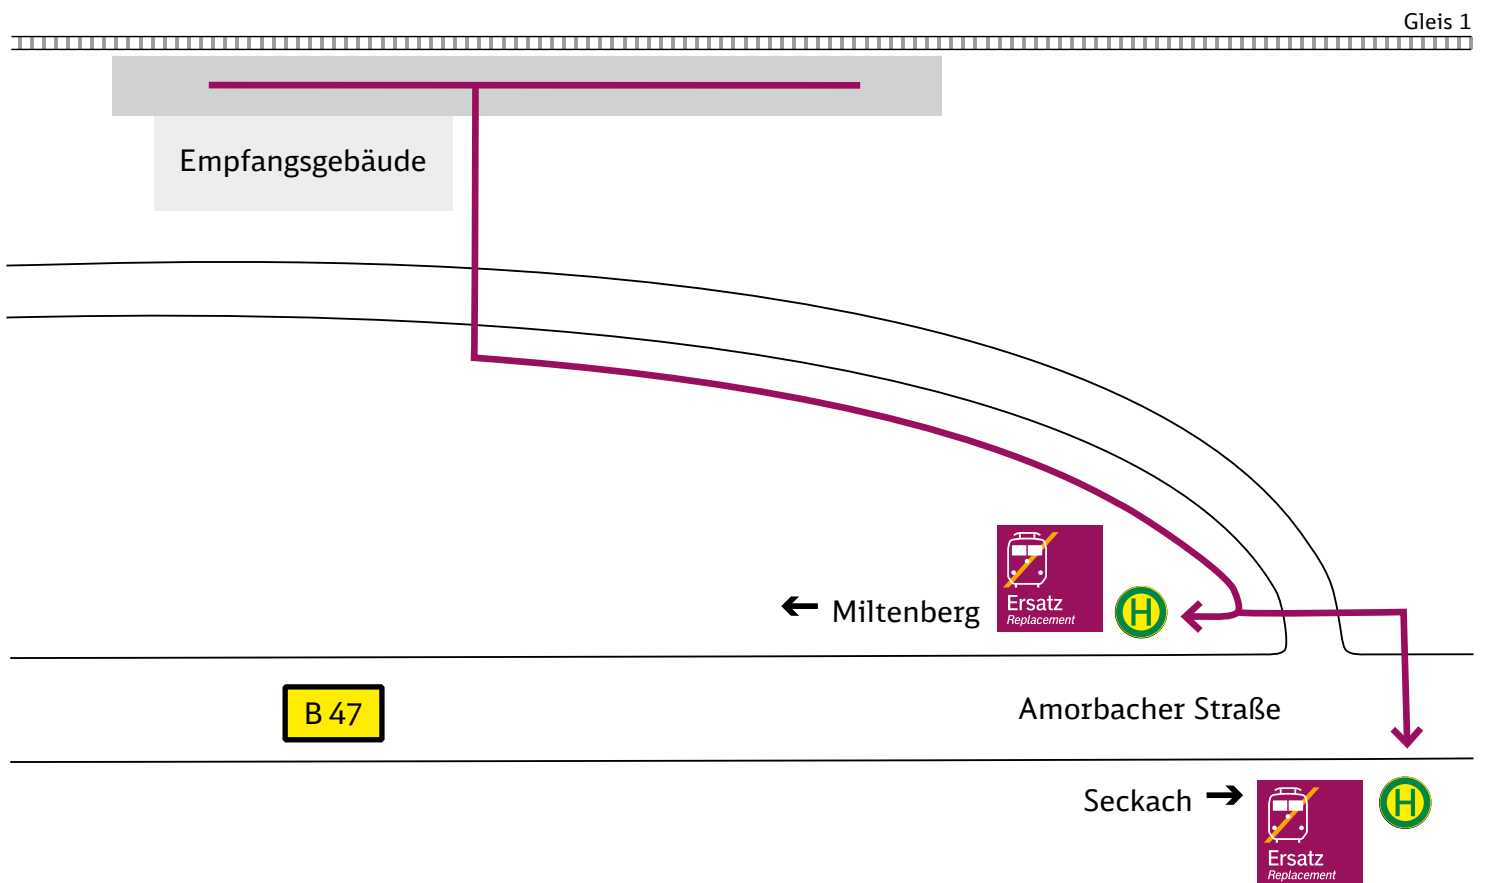 Gleis 1
Empfangsgebäude
Miltenberg
Ersatz
Replacement
H
B 47
Amorbacher Straße
Seckach
Ersatz
Replacement
H